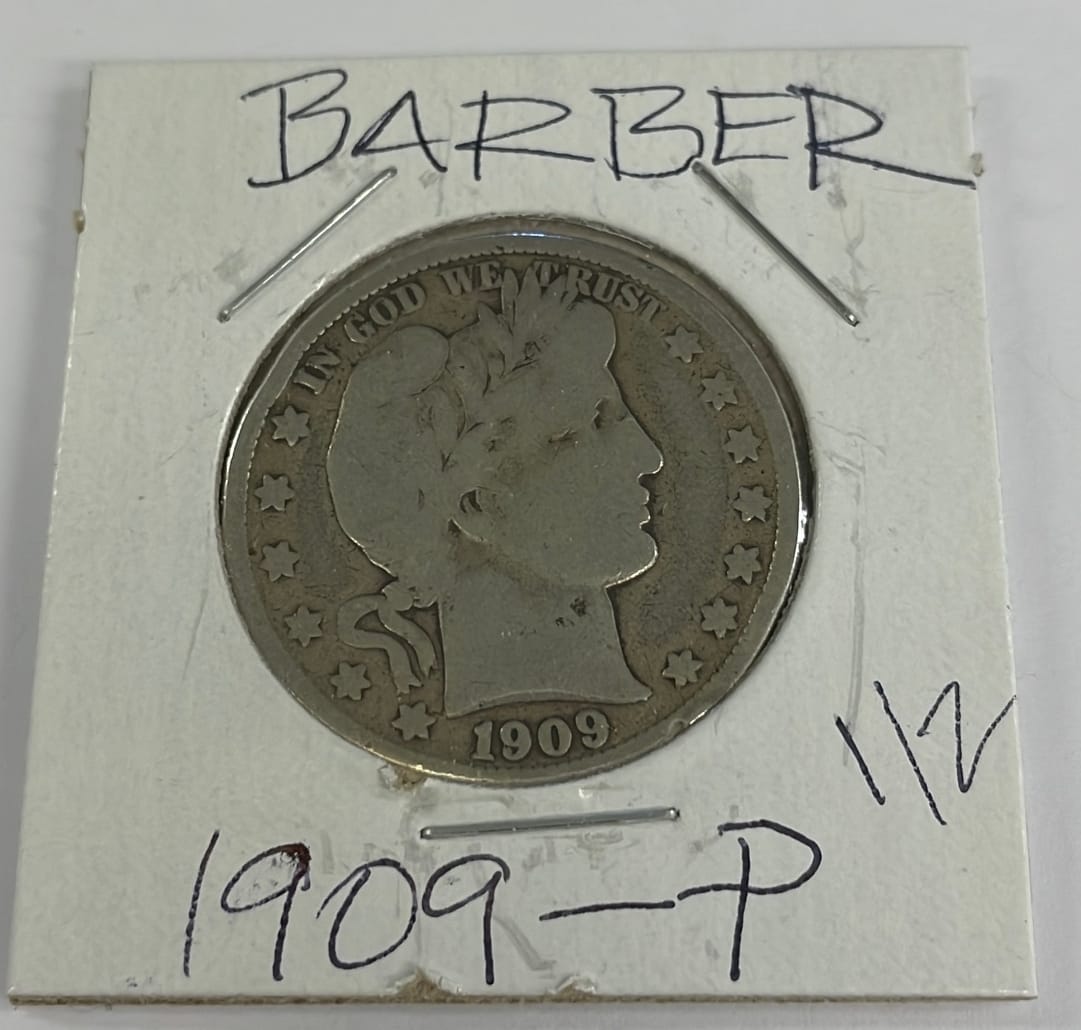 BARBER
IN GOD WE TRUST
1909
1/2
1909-P